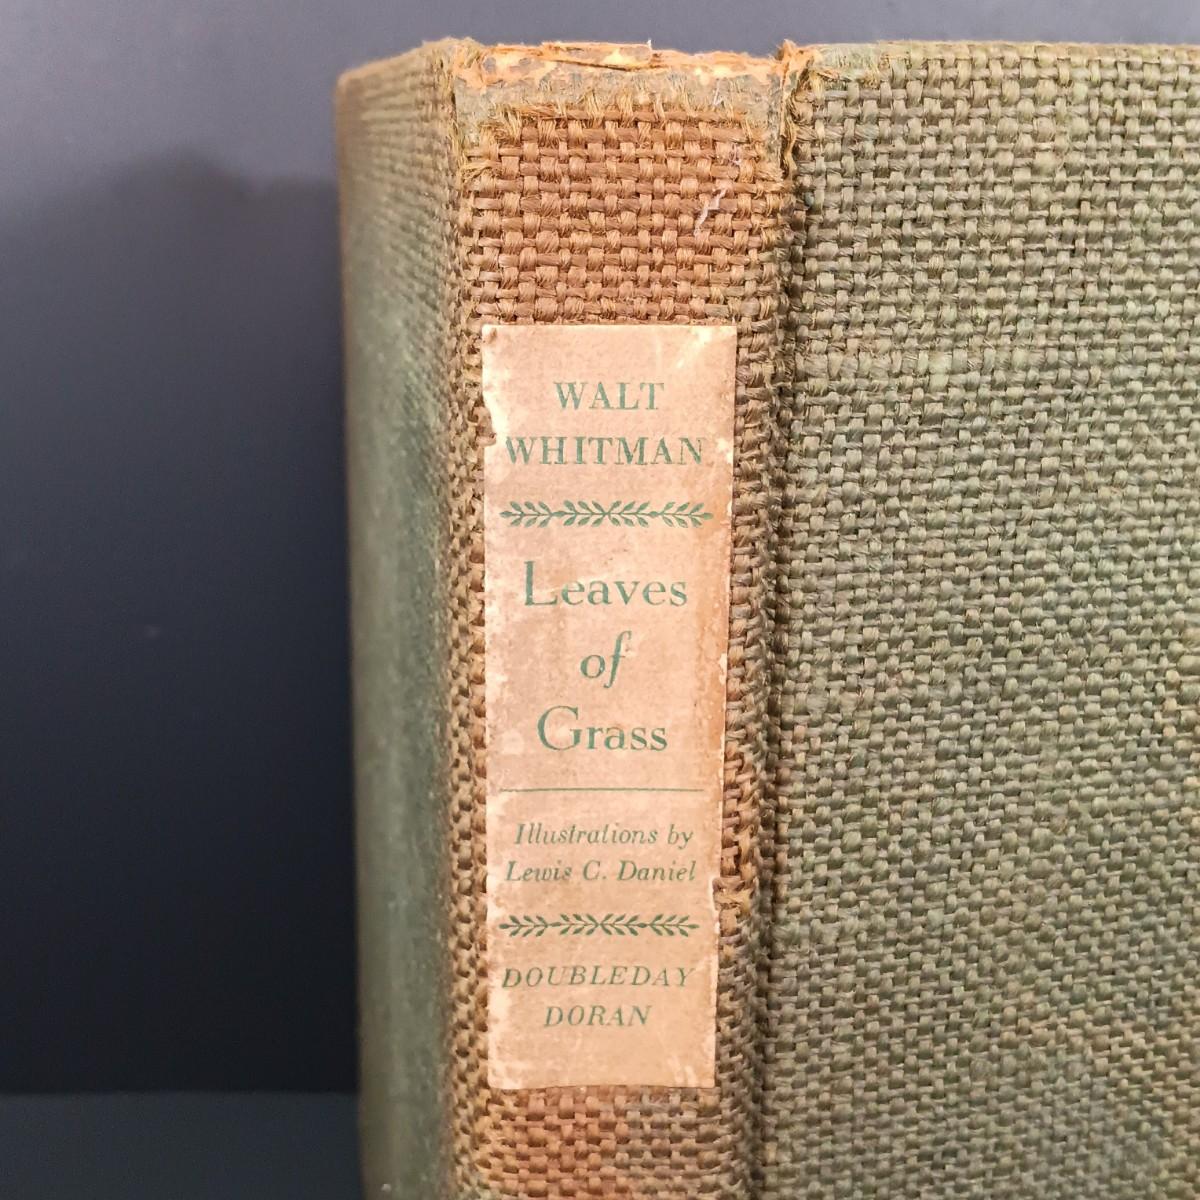 WALT
WHITMAN
Leaves
of
Grass
Illustrations by
Lewis C. Daniel
DOUBLEDAY
DORAN